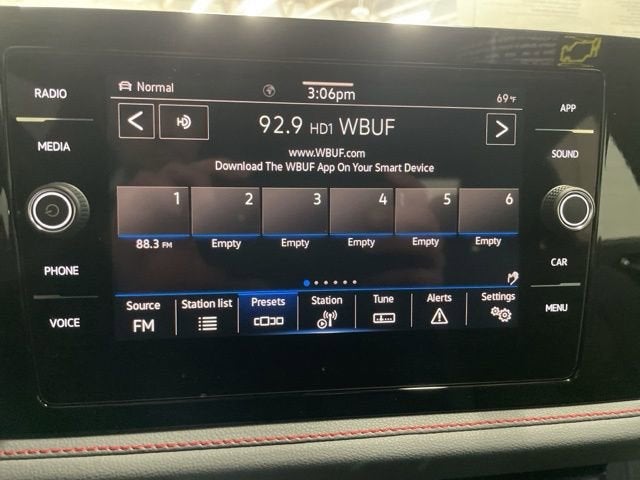 RADIO
MEDIA
PHONE
VOICE
Normal
3:06pm
69 °F
92.9 HD1 WBUF
www.WBUF.com
Download The WBUF App On Your Smart Device
1 2 3 4 5 6
88.3 FM Empty Empty Empty Empty Empty
Source Station list Presets Station Tune Alerts Settings
FM
APP
SOUND
CAR
MENU